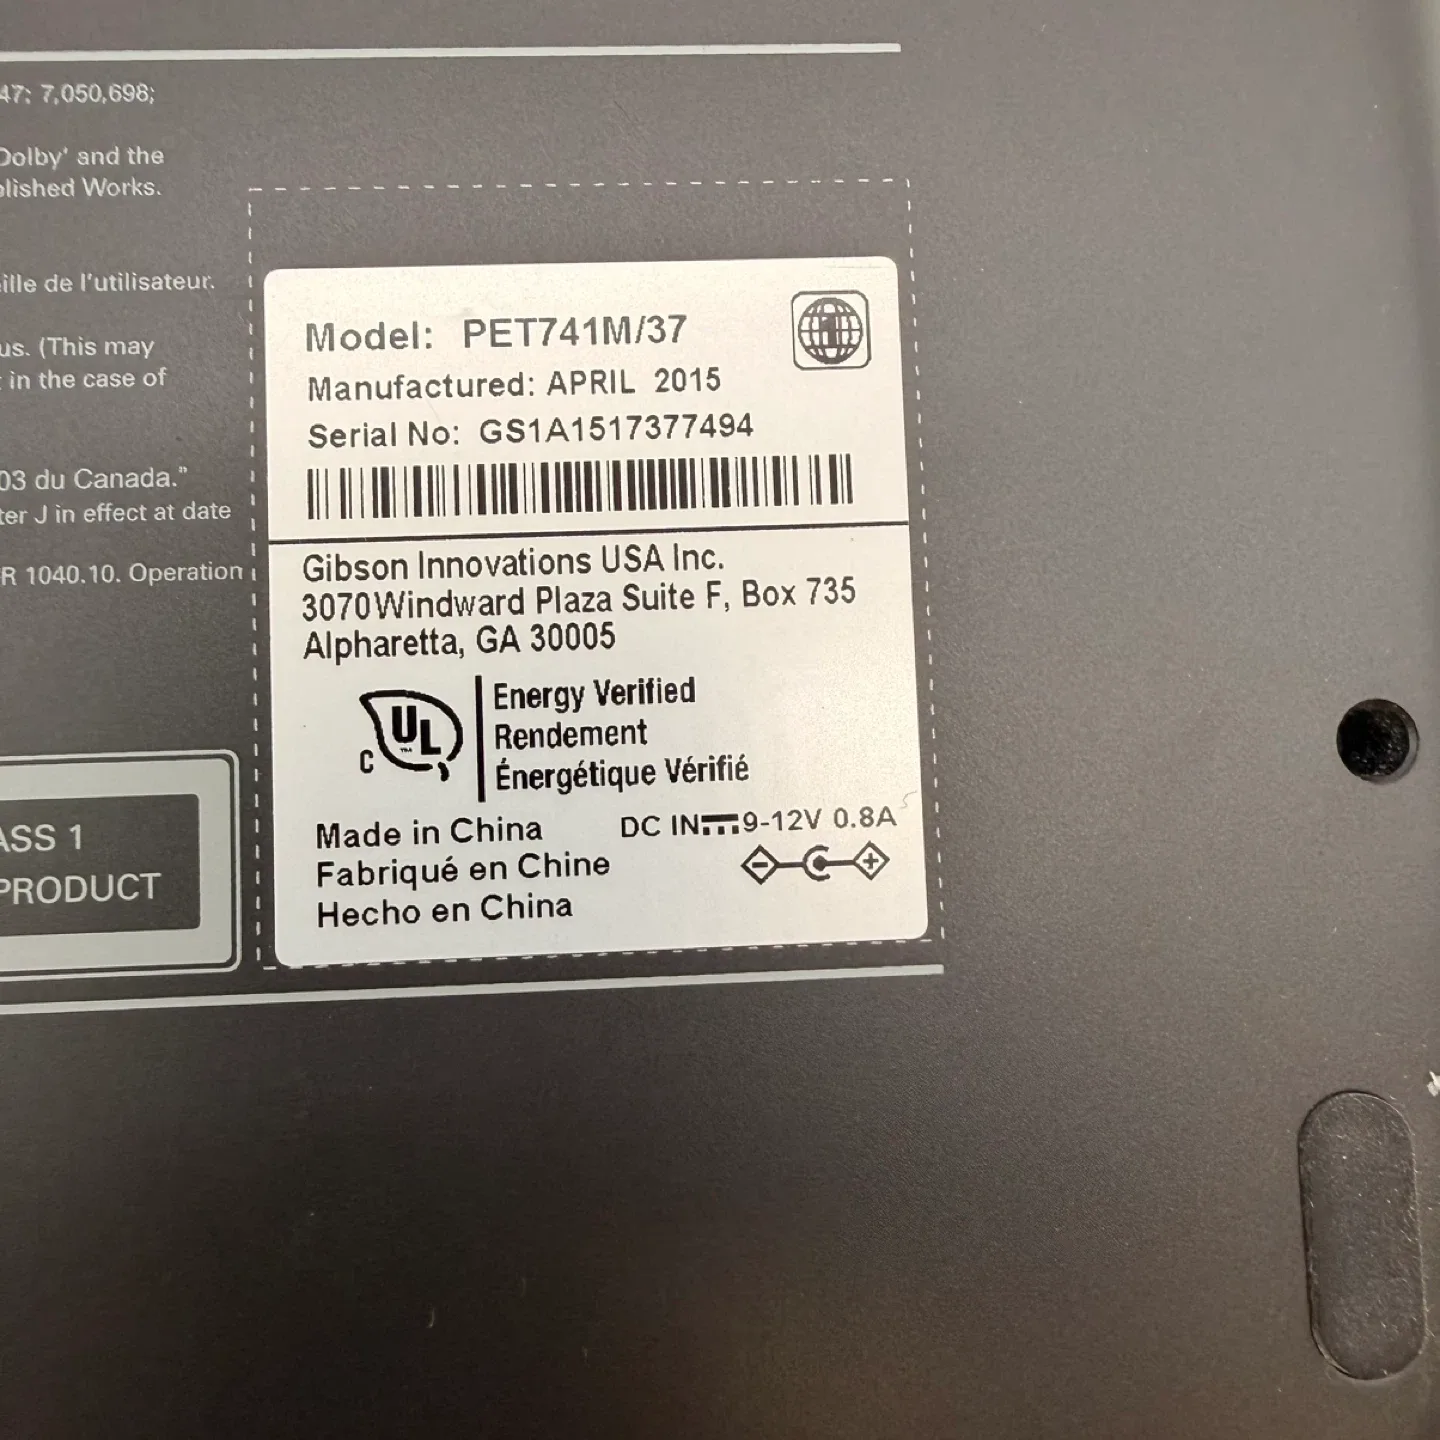 47; 7,050,698;
Dolby' and the
blished Works.
ille de l'utilisateur.
us. (This may
in the case of
03 du Canada."
ter J in effect at date
R 1040.10. Operation
ASS 1
PRODUCT
Model: PET741M/37
1
Manufactured: APRIL 2015
Serial No: GS1A1517377494
Gibson Innovations USA Inc.
3070 Windward Plaza Suite F, Box 735
Alpharetta, GA 30005
C UL ™
Energy Verified
Rendement
Énergétique Vérifié
Made in China
Fabriqué en Chine
Hecho en China
DC IN 9-12V 0.8A